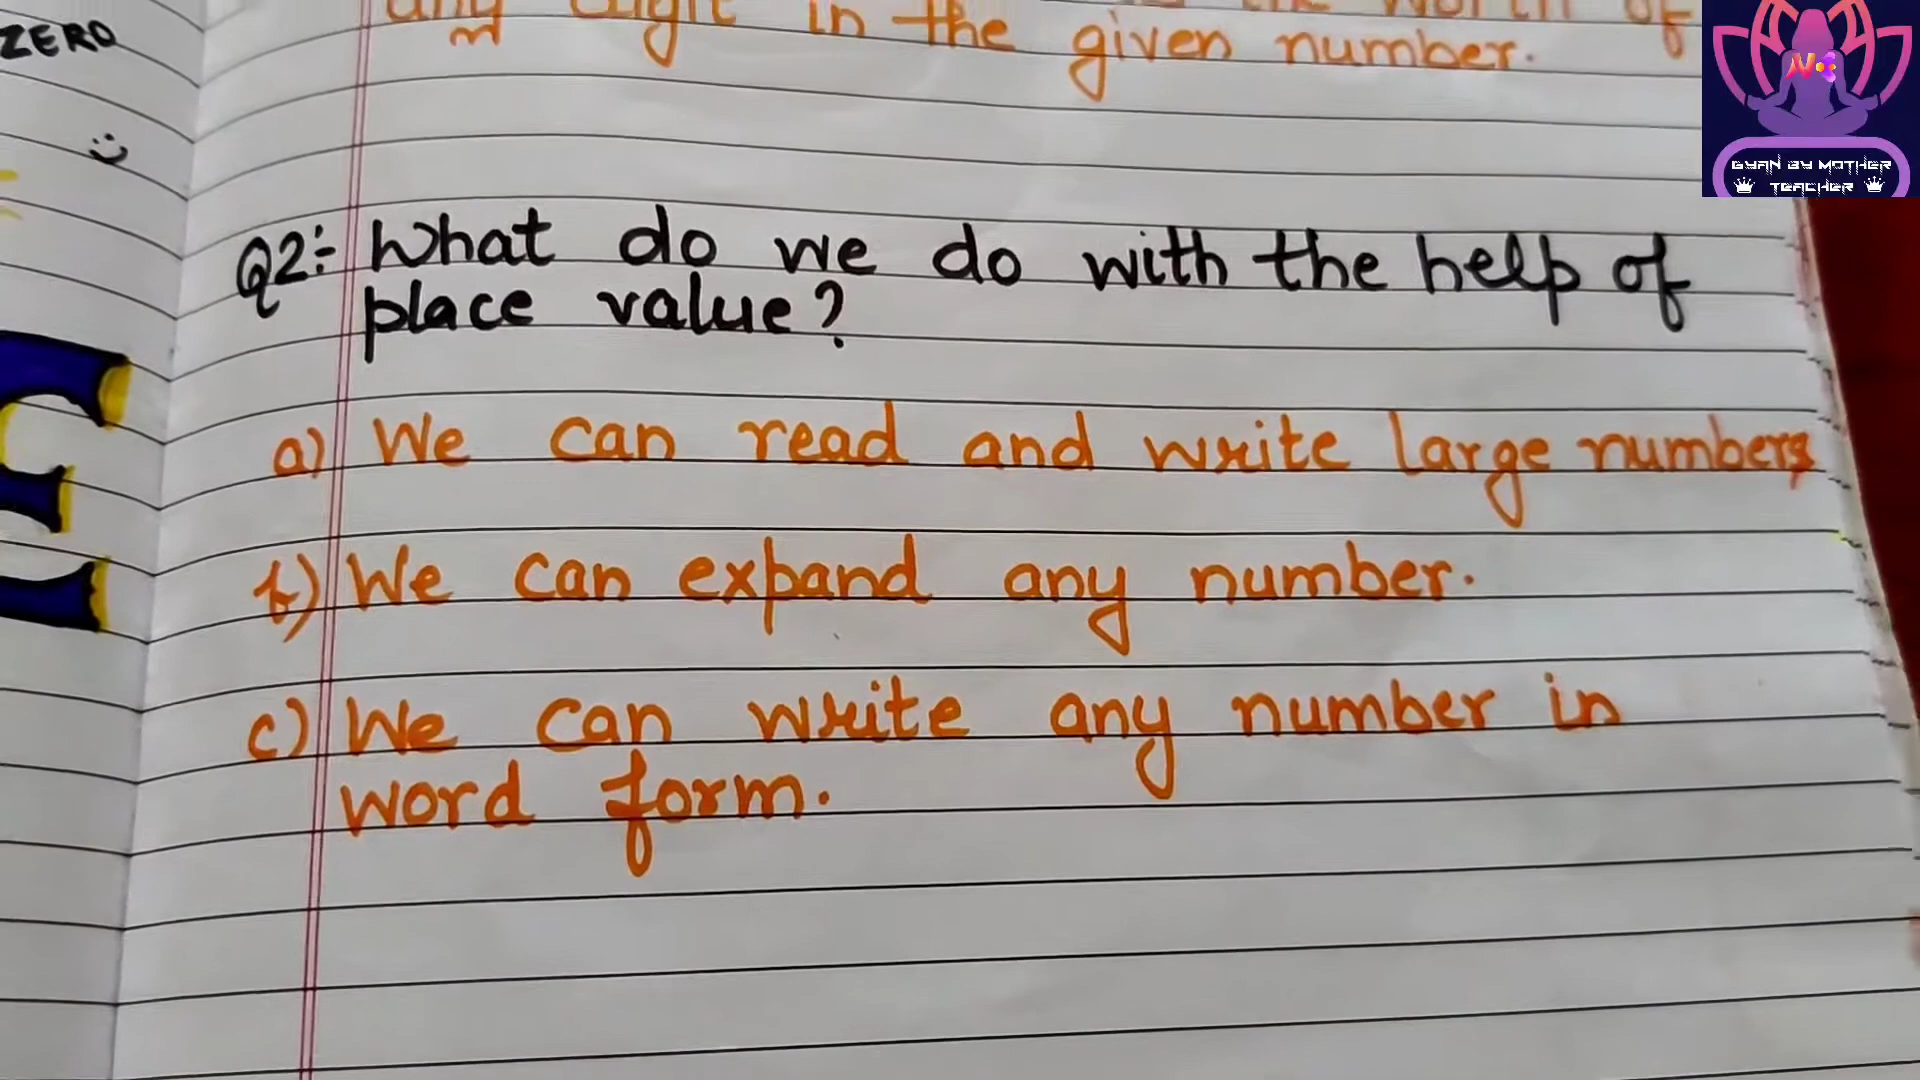 ZERO
any digit in the given number.
Q2:- What do we do with the help of
place value?
a) We can read and write large numbers
b) We can expand any number.
c) We can write any number in
word form.
GYAN BY MOTHER
TEACHER